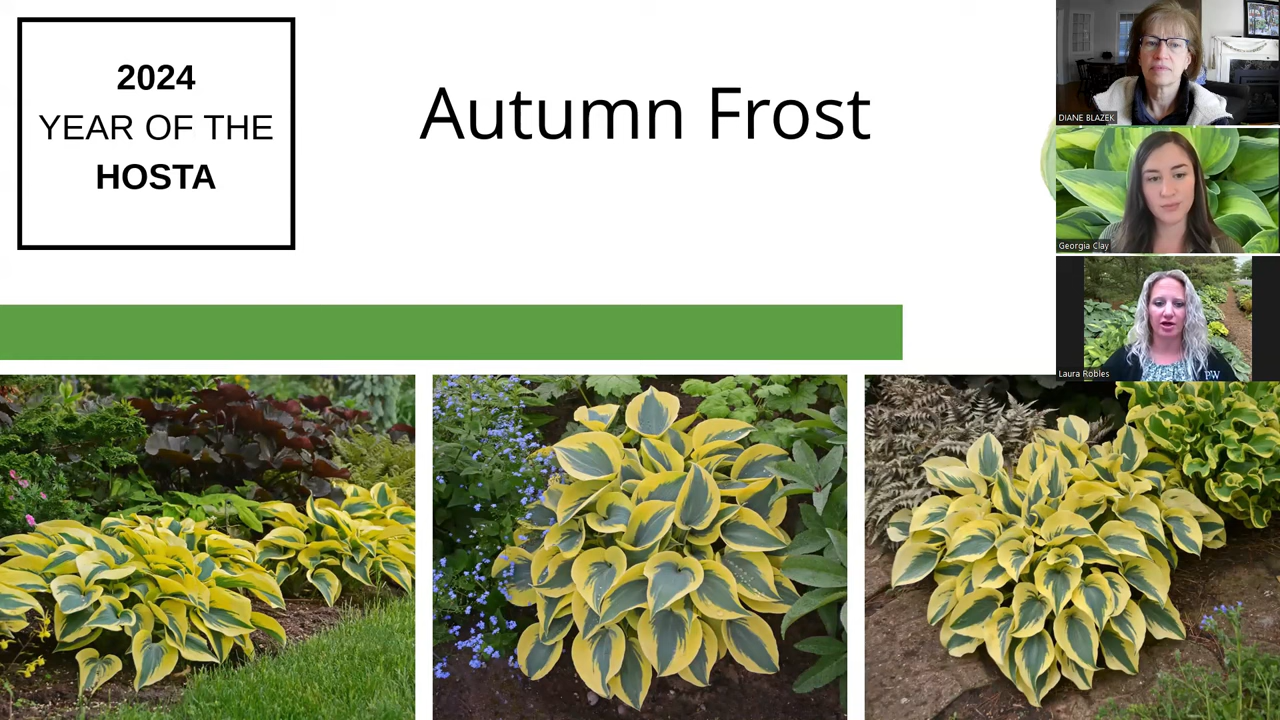 2024
YEAR OF THE
HOSTA
Autumn Frost
DIANE BLAZEK
Georgia Clay
Laura Robles